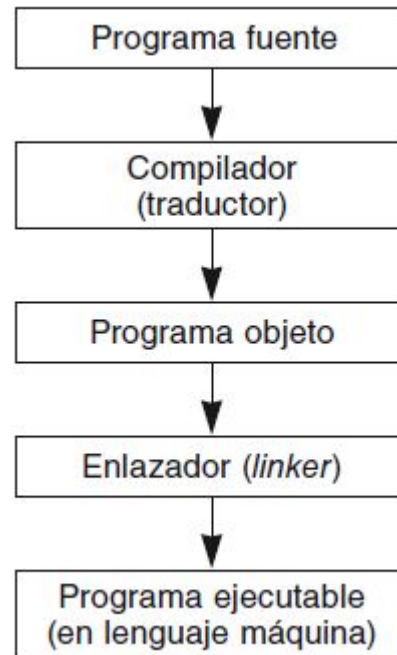 Programa fuente
Compilador
(traductor)
Programa objeto
Enlazador (linker)
Programa ejecutable
(en lenguaje máquina)